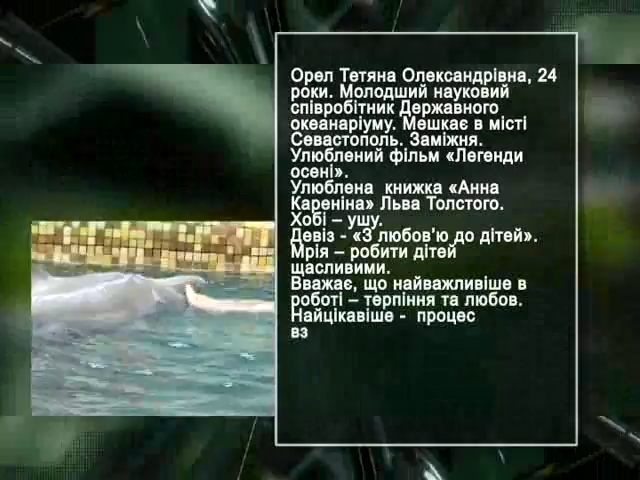 Орел Тетяна Олександрівна, 24
роки. Молодший науковий
співробітник Державного
океанаріуму. Мешкає в місті
Севастополь. Заміжня.
Улюблений фільм «Легенди
осені».
Улюблена книжка «Анна
Кареніна» Льва Толстого.
Хобі – ушу.
Девіз - «З любов’ю до дітей».
Мрія – робити дітей
щасливими.
Вважає, що найважливіше в
роботі – терпіння та любов.
Найцікавіше - процес
вз